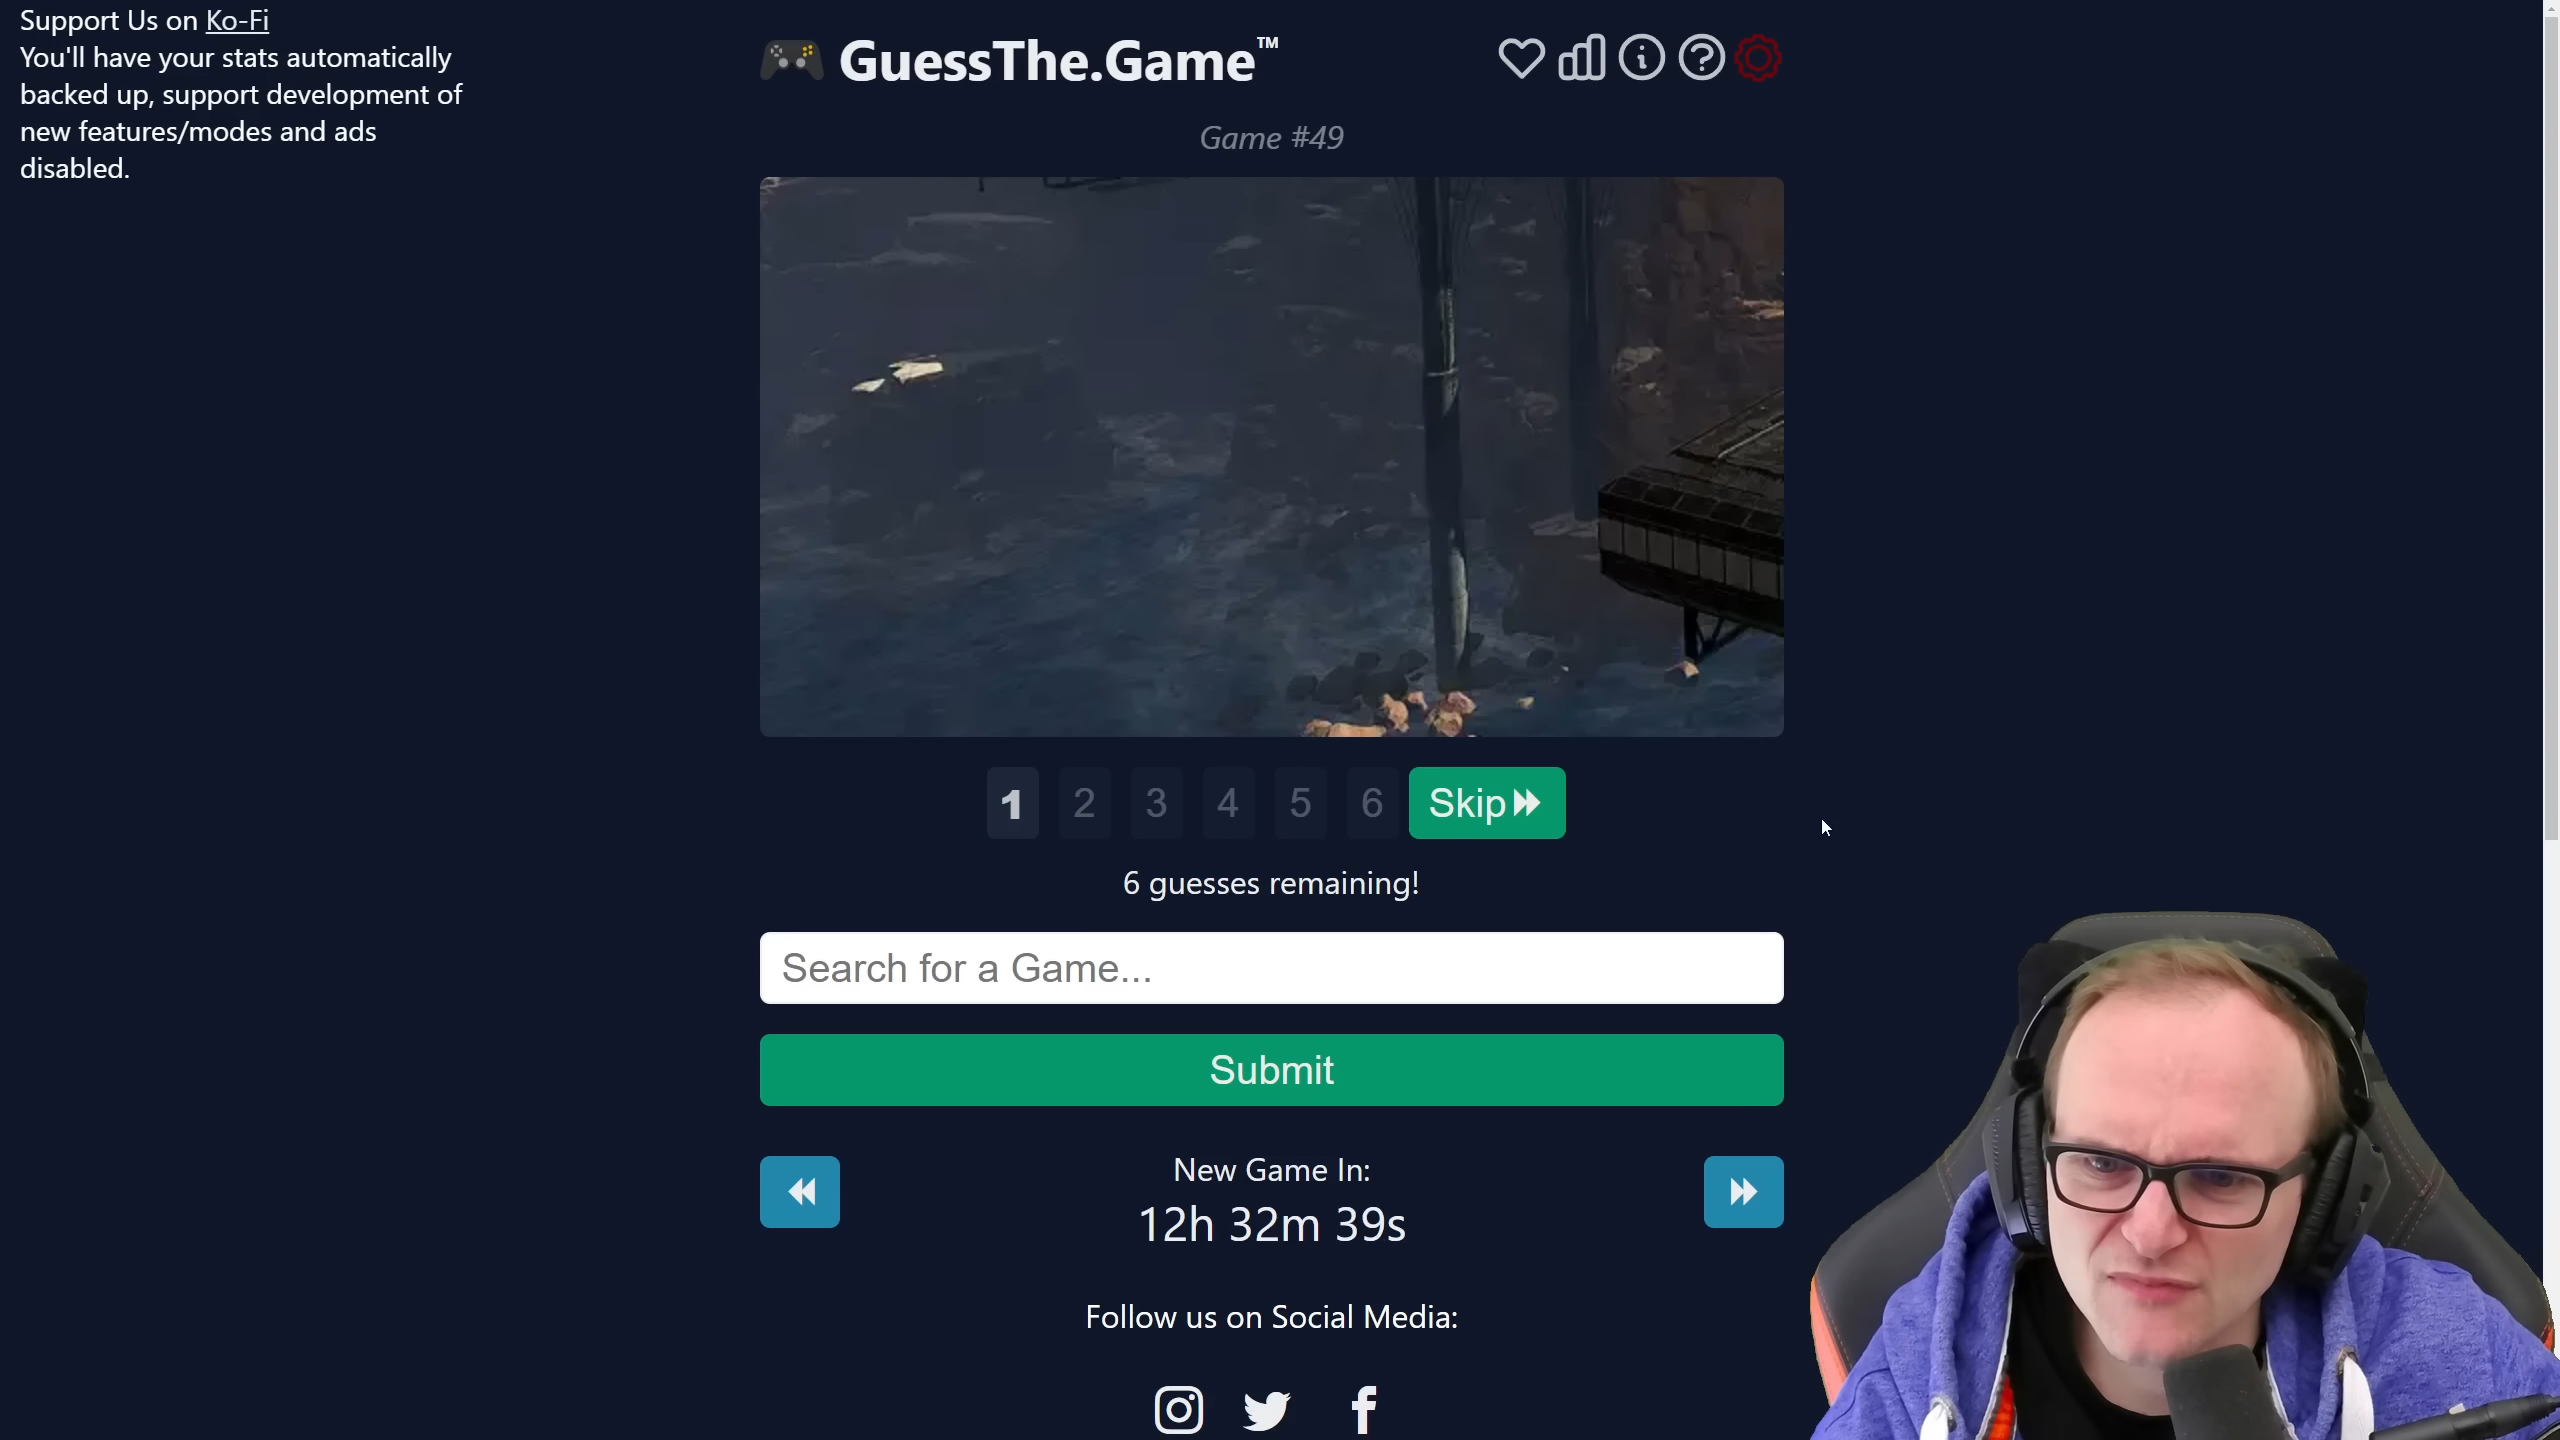 Support Us on Ko-Fi
You'll have your stats automatically
backed up, support development of
new features/modes and ads
disabled.
GuessThe.Game™
Game #49
1 2 3 4 5 6 Skip
6 guesses remaining!
Search for a Game...
Submit
New Game In:
12h 32m 39s
Follow us on Social Media: